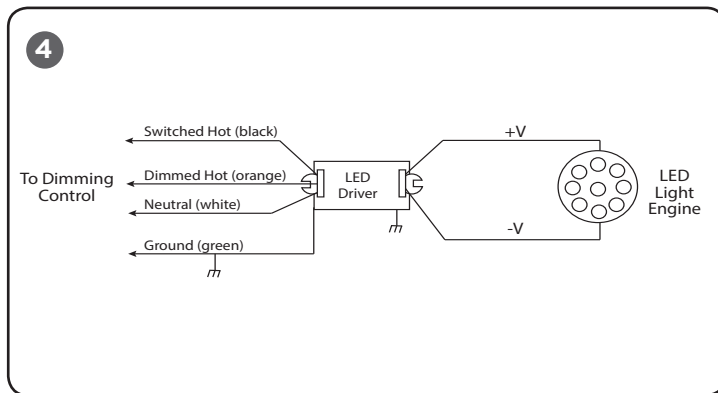 4
Switched Hot (black)
+V
To Dimming
Control
Dimmed Hot (orange)
LED
Driver
LED
Light
Engine
Neutral (white)
-V
Ground (green)